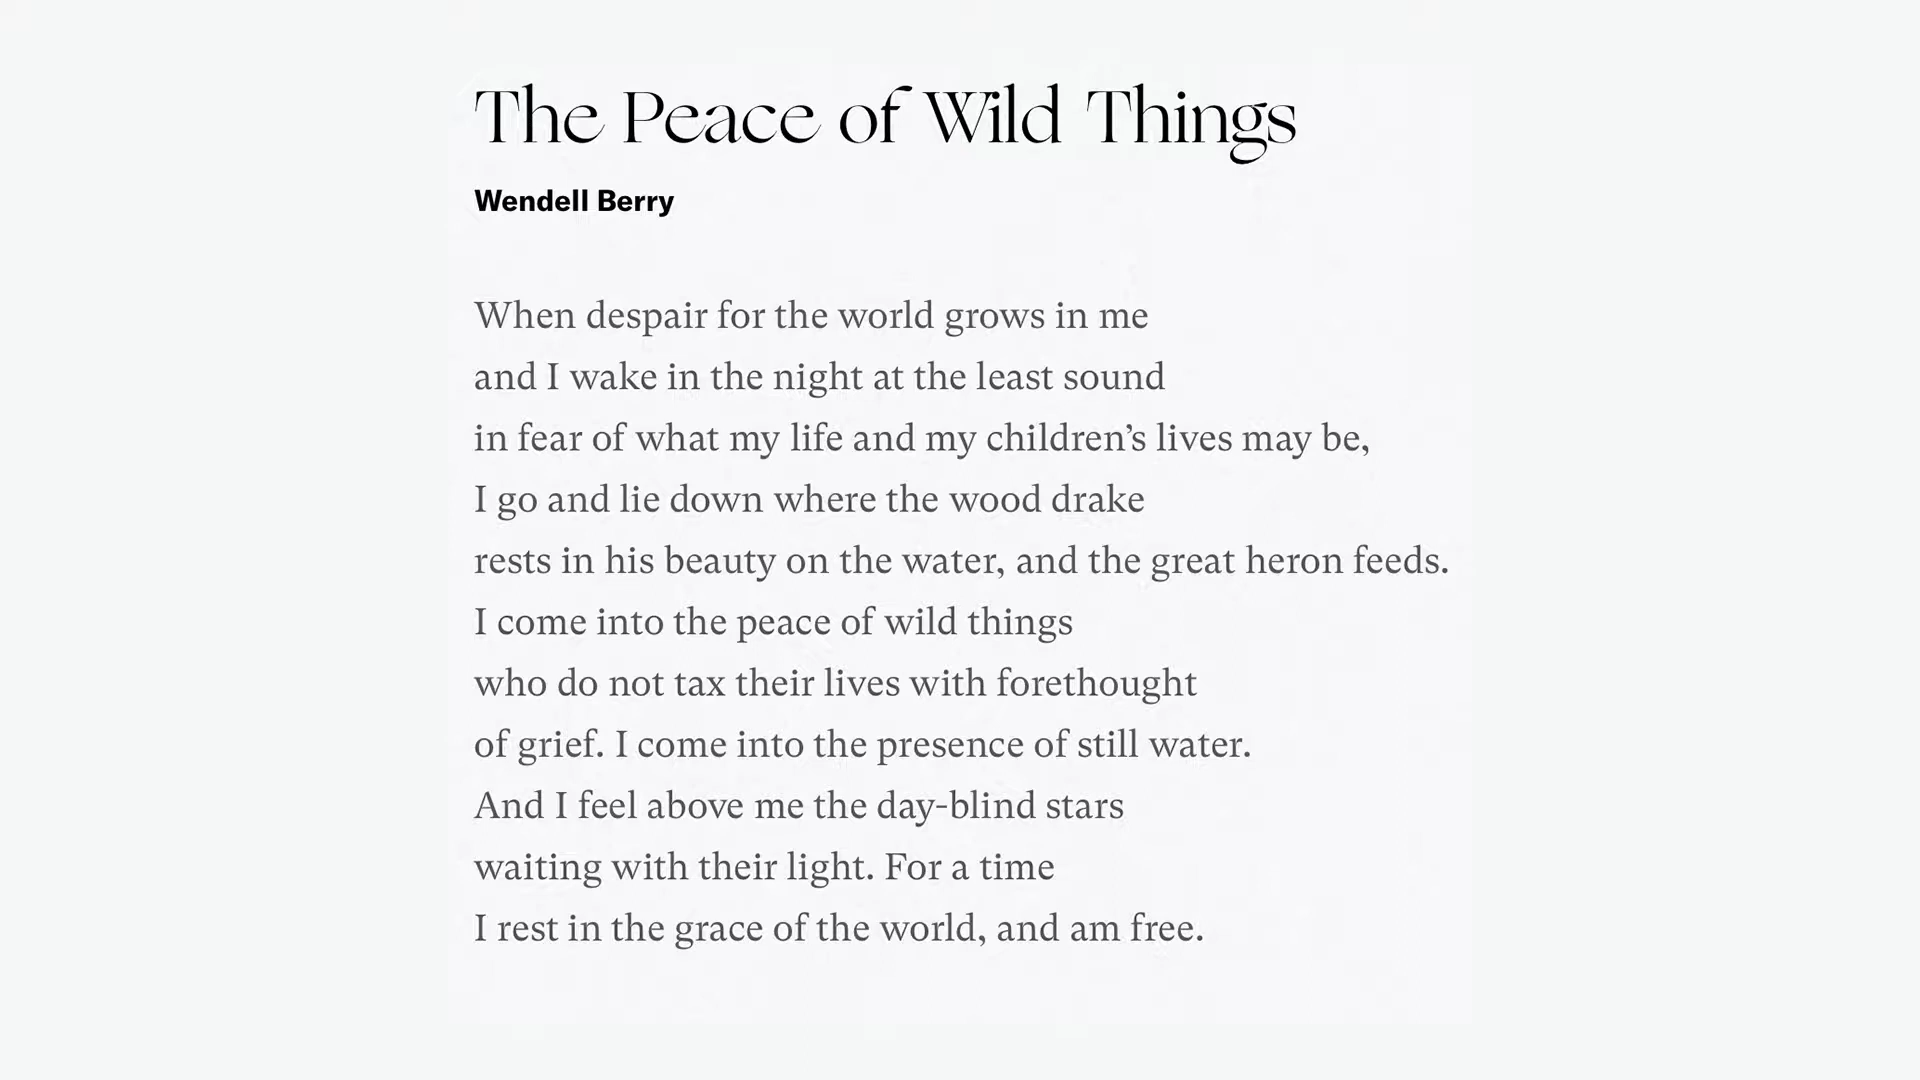 The Peace of Wild Things
Wendell Berry
When despair for the world grows in me
and I wake in the night at the least sound
in fear of what my life and my children’s lives may be,
I go and lie down where the wood drake
rests in his beauty on the water, and the great heron feeds.
I come into the peace of wild things
who do not tax their lives with forethought
of grief. I come into the presence of still water.
And I feel above me the day-blind stars
waiting with their light. For a time
I rest in the grace of the world, and am free.